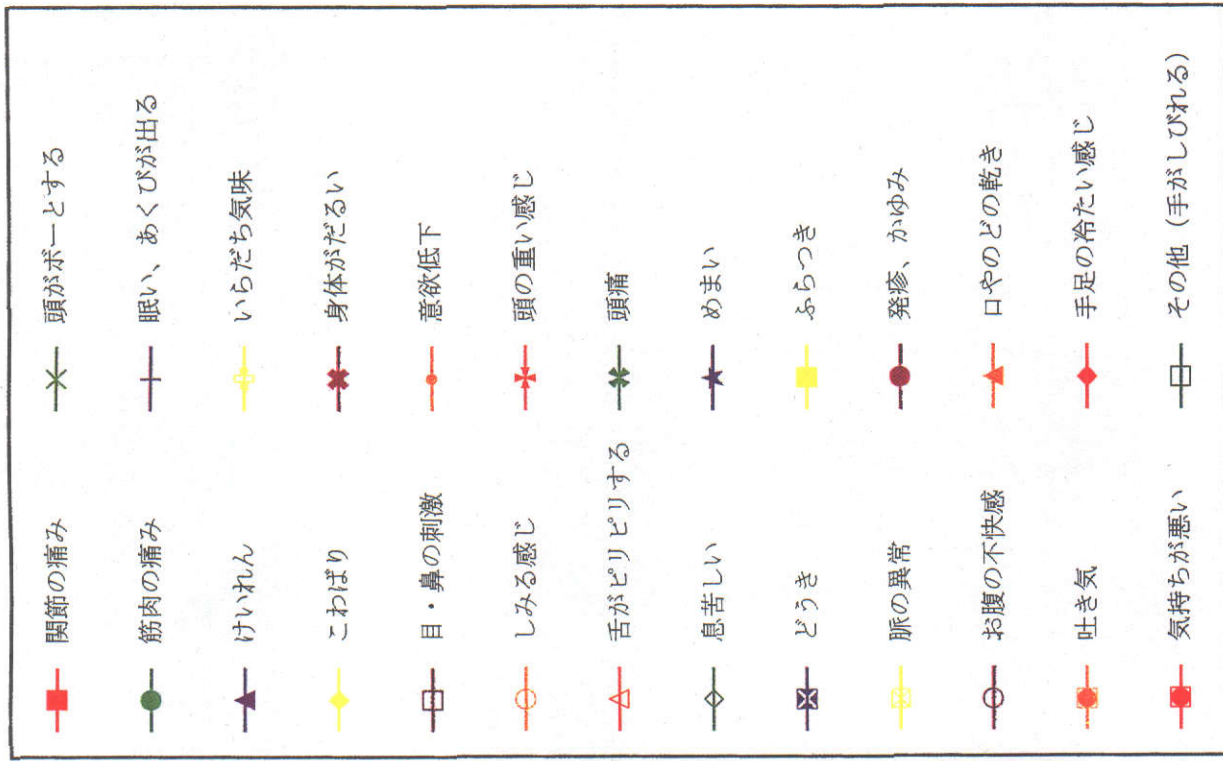 関節の痛み
筋肉の痛み
けいれん
こわばり
目・鼻の刺激
しみる感じ
舌がピリピリする
息苦しい
どうき
脈の異常
お腹の不快感
吐き気
気持ちが悪い
頭がボーとする
眠い、あくびが出る
いらだち気味
身体がだるい
意欲低下
頭の重い感じ
頭痛
めまい
ふらつき
発疹、かゆみ
口やのどの乾き
手足の冷たい感じ
その他（手がしびれる）